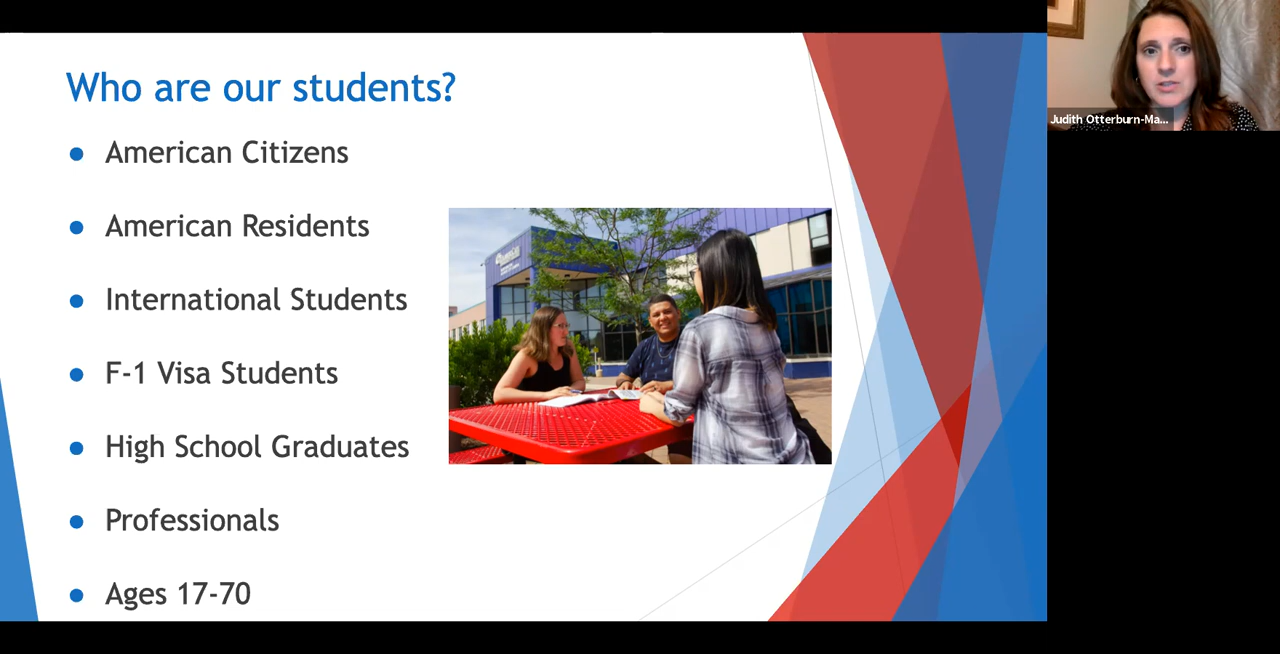 Who are our students?
● American Citizens
● American Residents
● International Students
● F-1 Visa Students
● High School Graduates
● Professionals
● Ages 17-70
Judith Otterburn-Ma...